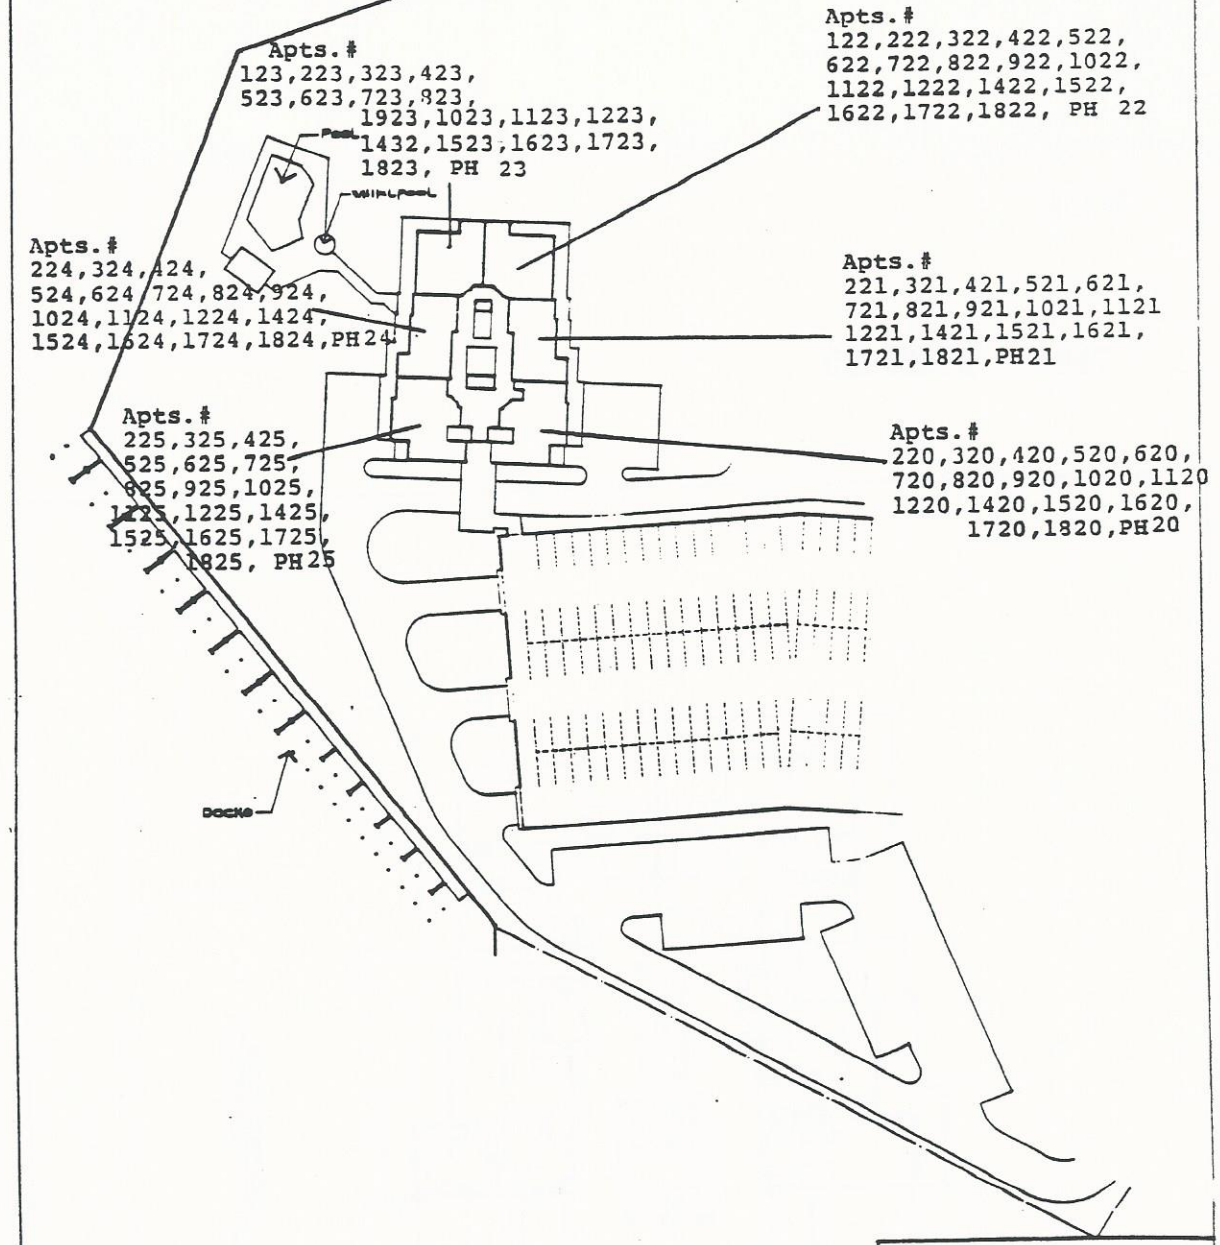 Apts.#
122,222,322,422,522,
622,722,822,922,1022,
1122,1222,1422,1522,
1622,1722,1822, PH 22
Apts.#
123,223,323,423,
523,623,723,823,
1923,1023,1123,1223,
1432,1523,1623,1723,
1823, PH 23
Pool
Whirlpool
Apts.#
224,324,424,
524,624,724,824,924,
1024,1124,1224,1424,
1524,1624,1724,1824,PH24
Apts.#
221,321,421,521,621,
721,821,921,1021,1121
1221,1421,1521,1621,
1721,1821,PH21
Apts.#
225,325,425,
525,625,725,
825,925,1025,
1125,1225,1425,
1525,1625,1725,
1825, PH25
Apts.#
220,320,420,520,620,
720,820,920,1020,1120
1220,1420,1520,1620,
1720,1820,PH20
Docks